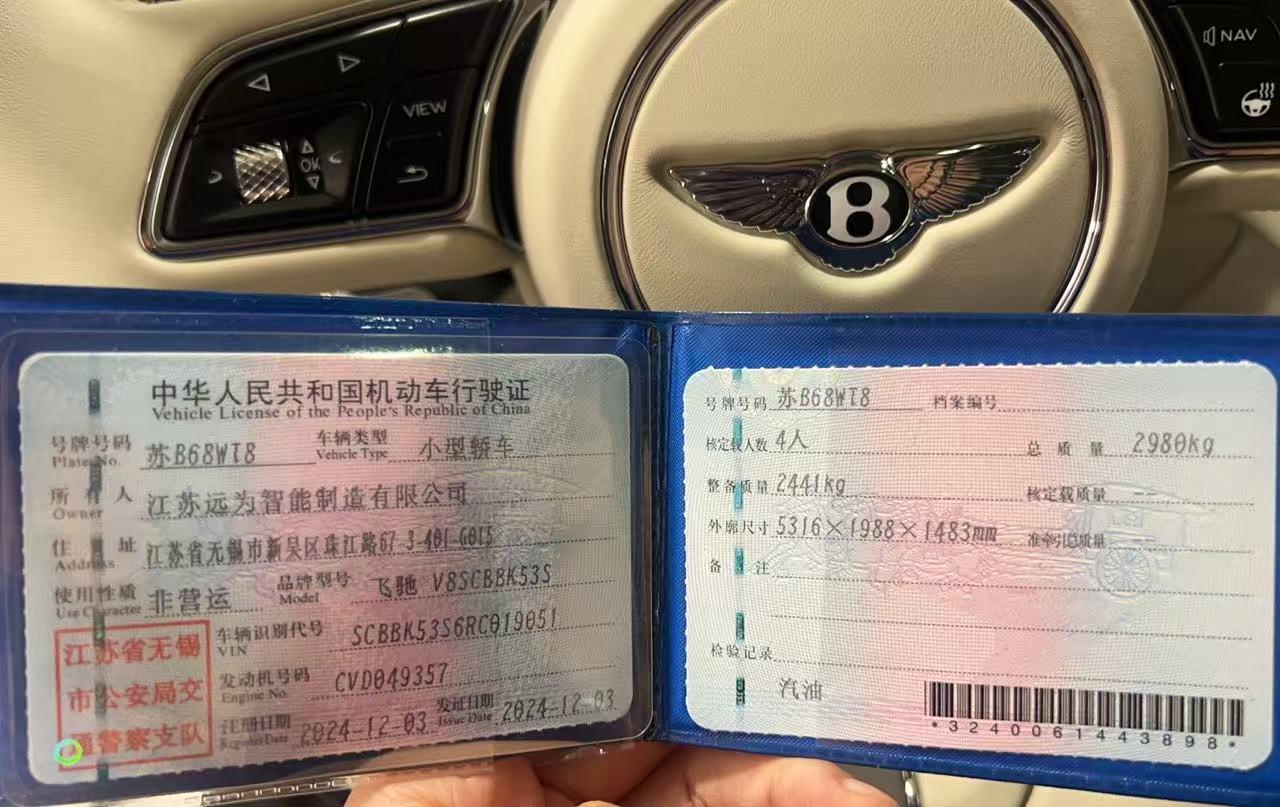 NAV
VIEW
OK
B
中华人民共和国机动车行驶证
Vehicle License of the People's Republic of China
号牌号码 苏B68WT8 车辆类型 小型轿车
Plate No. Vehicle Type
所有人 江苏远为智能制造有限公司
Owner
住址 江苏省无锡市新吴区珠江路67-3-401-G015
Address
使用性质 非营运 品牌型号 飞驰 V8SCBBK53S
Use Character Model
江苏省无锡
市公安局交
通警察支队
车辆识别代号 SCBBK53S6RC019051
VIN
发动机号码 CVD049357
Engine No.
注册日期 2024-12-03 发证日期 2024-12-03
Register Date Issue Date
号牌号码 苏B68WT8 档案编号
核定载人数 4人 总质量 2980kg
整备质量 2441kg 核定载质量
外廓尺寸 5316×1988×1483mm 准牵引总质量
备注
检验记录
汽油
*3240061443898*